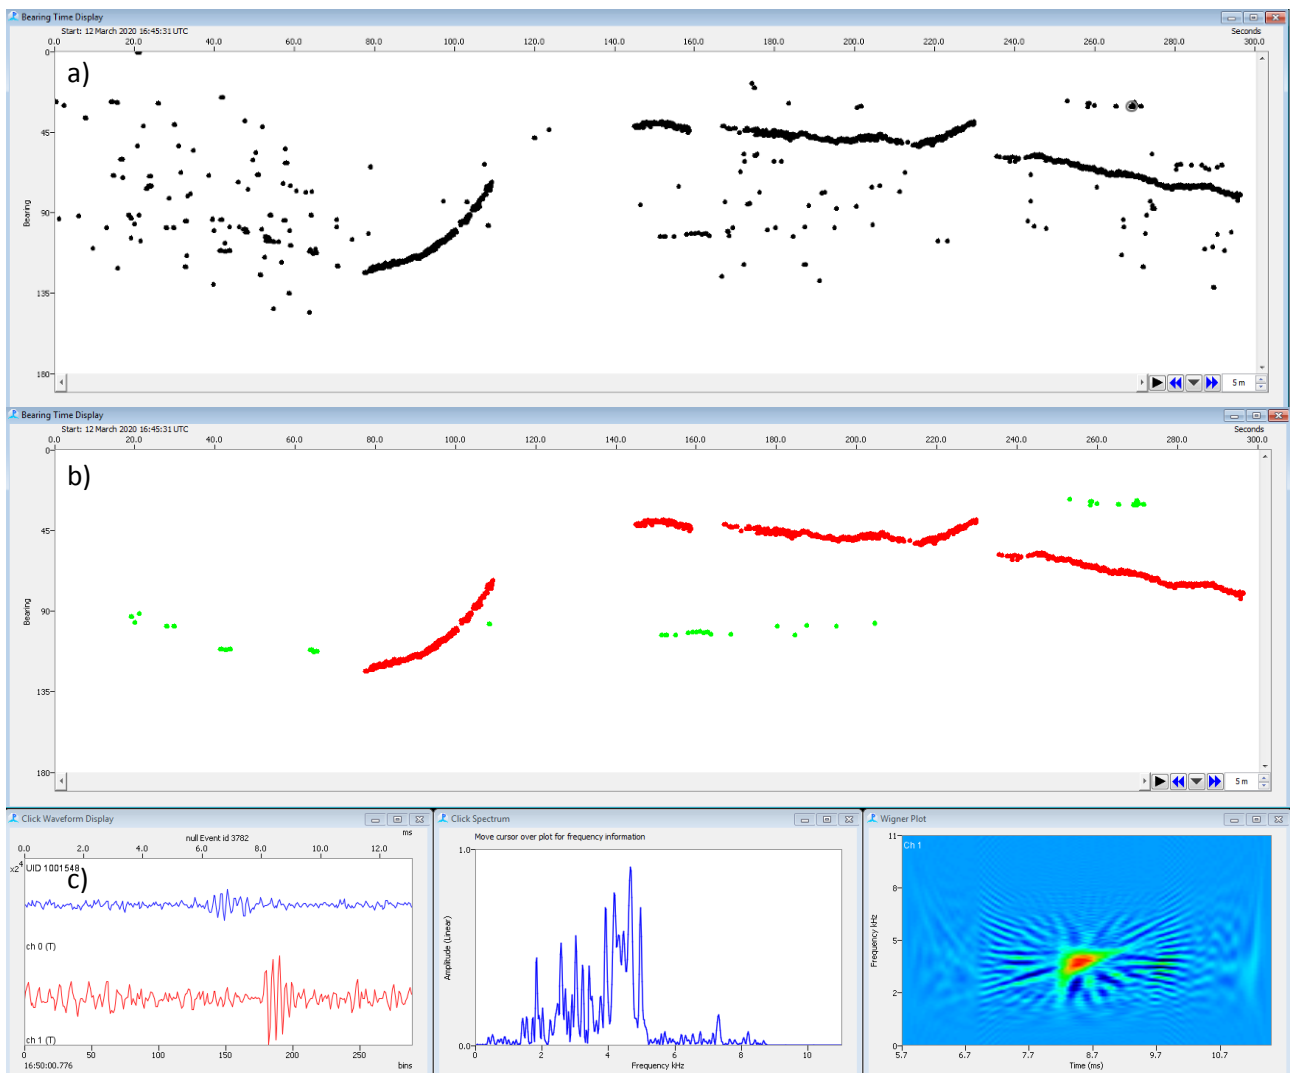 Bearing Time Display
Start: 12 March 2020 16:45:31 UTC
Seconds
0.0 20.0 40.0 60.0 80.0 100.0 120.0 140.0 160.0 180.0 200.0 220.0 240.0 260.0 280.0 300.0
a)
0
45
90
135
180
Bearing
5 m
Bearing Time Display
Start: 12 March 2020 16:45:31 UTC
Seconds
0.0 20.0 40.0 60.0 80.0 100.0 120.0 140.0 160.0 180.0 200.0 220.0 240.0 260.0 280.0 300.0
b)
0
45
90
135
180
Bearing
5 m
Click Waveform Display
null Event id 3782
ms
0.0 2.0 4.0 6.0 8.0 10.0 12.0
x2^4
UID 1001548
c)
ch 0 (T)
ch 1 (T)
0 50 100 150 200 250
16:50:00.776
bins
Click Spectrum
Move cursor over plot for frequency information
1.0
Amplitude (Linear)
0.0
0 2 4 6 8 10
Frequency kHz
Wigner Plot
Ch 1
11
8
5
2
0
Frequency kHz
5.7 6.7 7.7 8.7 9.7 10.7
Time (ms)